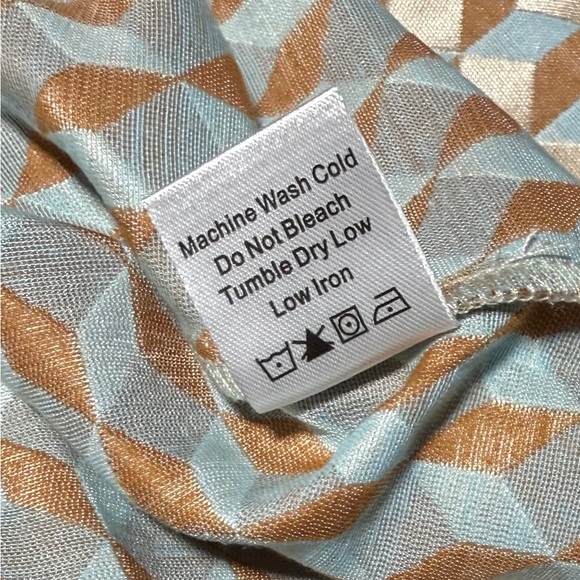 Machine Wash Cold
Do Not Bleach
Tumble Dry Low
Low Iron